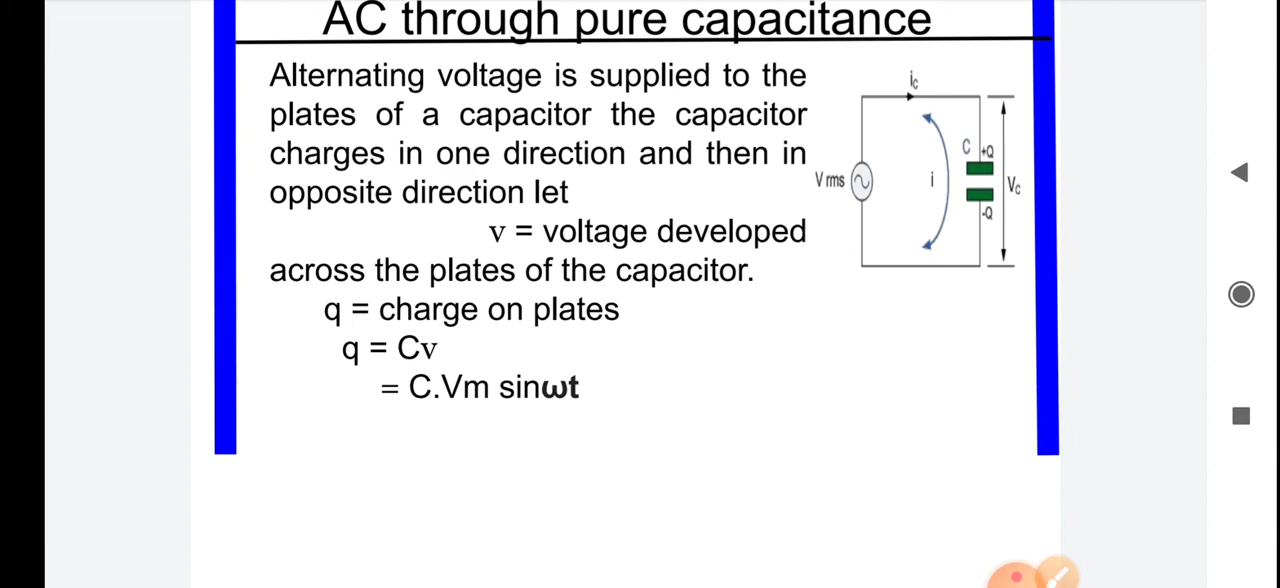 AC through pure capacitance
Alternating voltage is supplied to the
plates of a capacitor the capacitor
charges in one direction and then in
opposite direction let
v = voltage developed
across the plates of the capacitor.
q = charge on plates
q = Cv
= C.Vm sinωt
ic
C
+Q
V rms
i
Vc
-Q